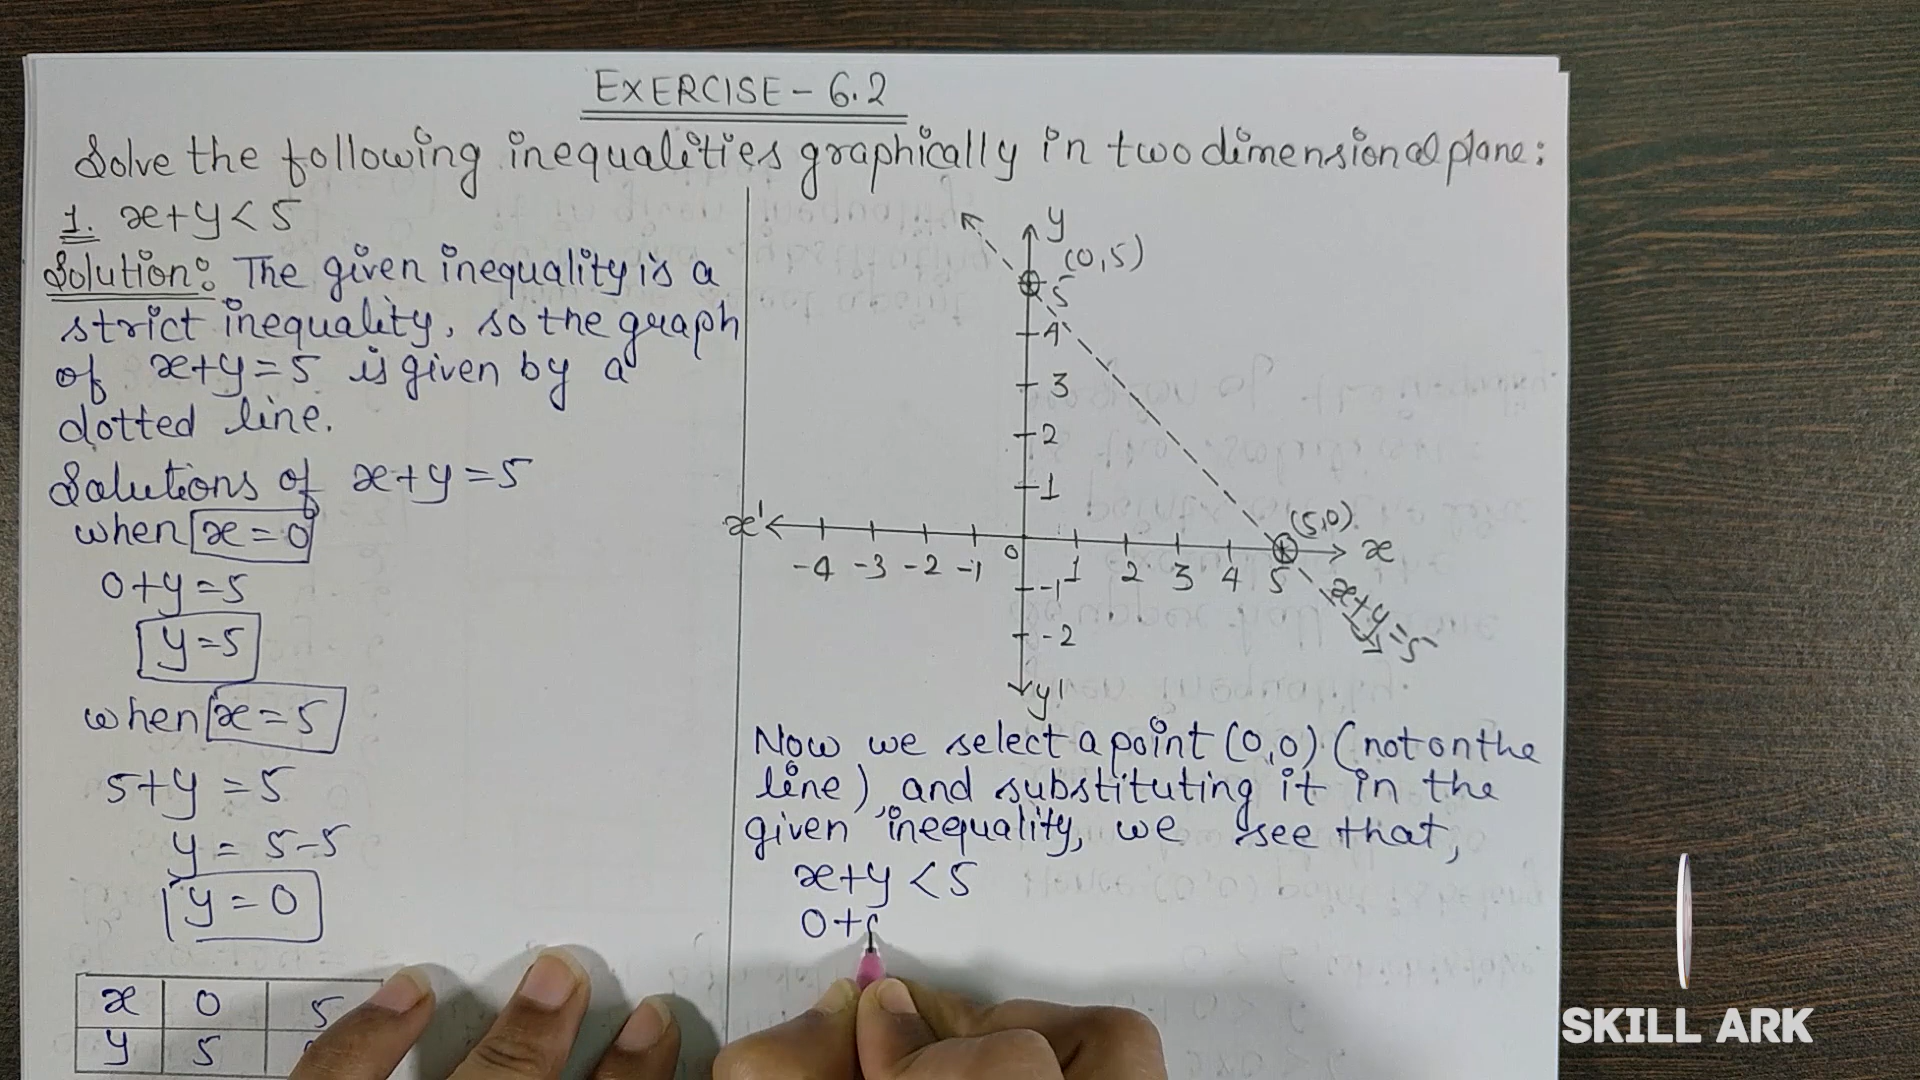 EXERCISE - 6.2
Solve the following inequalities graphically in two dimensional plane:
1. x+y<5
Solution: The given inequality is a
strict inequality, so the graph
of x+y=5 is given by a
dotted line.
Solutions of x+y=5
when x=0
0+y=5
y=5
when x=5
5+y=5
y=5-5
y=0
x 0 5
y 5
y
(0,5)
5
4
3
2
1
x' -4 -3 -2 -1 0 1 2 3 4 5 x
(5,0)
x+y=5
-1
-2
y'
Now we select a point (0,0) (not on the
line) and substituting it in the
given inequality, we see that,
x+y<5
0+
SKILL ARK